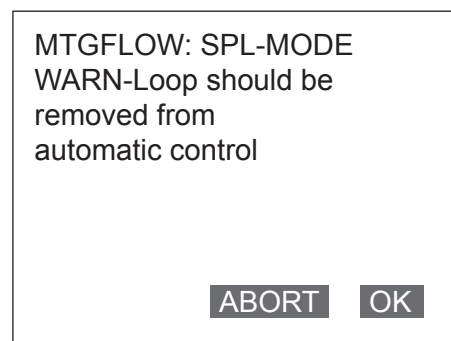 MTGFLOW: SPL-MODE
WARN-Loop should be
removed from
automatic control
ABORT OK